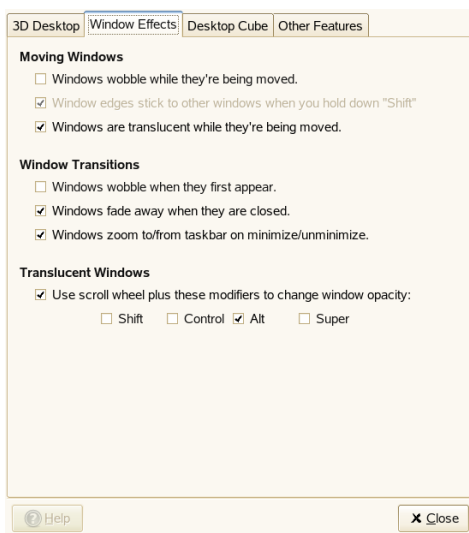 3D Desktop Window Effects Desktop Cube Other Features
Moving Windows
Windows wobble while they're being moved.
Window edges stick to other windows when you hold down "Shift"
Windows are translucent while they're being moved.
Window Transitions
Windows wobble when they first appear.
Windows fade away when they are closed.
Windows zoom to/from taskbar on minimize/unminimize.
Translucent Windows
Use scroll wheel plus these modifiers to change window opacity:
Shift Control Alt Super
Help Close